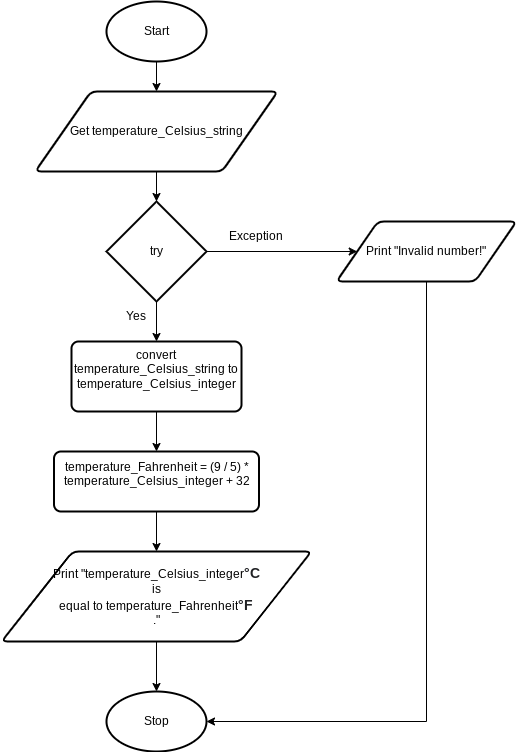 Start
Get temperature_Celsius_string
try
Exception
Print "Invalid number!"
Yes
convert
temperature_Celsius_string to
temperature_Celsius_integer
temperature_Fahrenheit = (9 / 5) *
temperature_Celsius_integer + 32
Print "temperature_Celsius_integer°C
is
equal to temperature_Fahrenheit°F
."
Stop